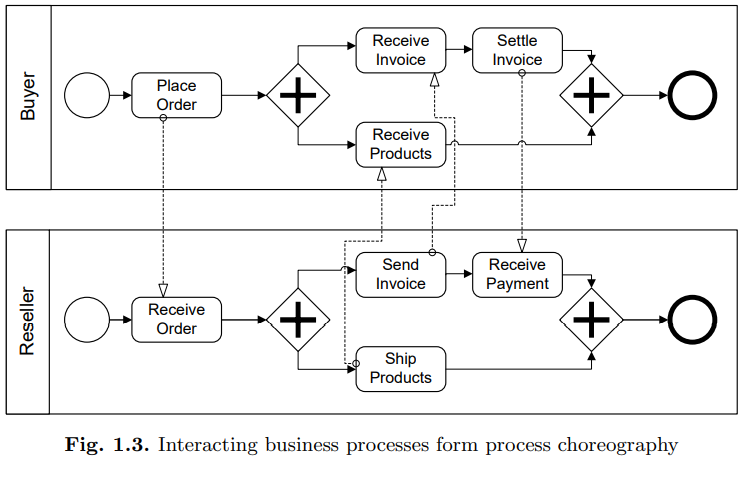 Buyer
Place
Order
Receive
Invoice
Settle
Invoice
Receive
Products
Reseller
Receive
Order
Send
Invoice
Receive
Payment
Ship
Products
Fig. 1.3. Interacting business processes form process choreography